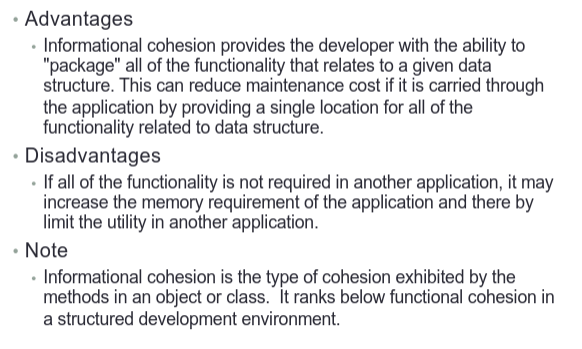 • Advantages
• Informational cohesion provides the developer with the ability to
"package" all of the functionality that relates to a given data
structure. This can reduce maintenance cost if it is carried through
the application by providing a single location for all of the
functionality related to data structure.
• Disadvantages
• If all of the functionality is not required in another application, it may
increase the memory requirement of the application and there by
limit the utility in another application.
• Note
• Informational cohesion is the type of cohesion exhibited by the
methods in an object or class.  It ranks below functional cohesion in
a structured development environment.